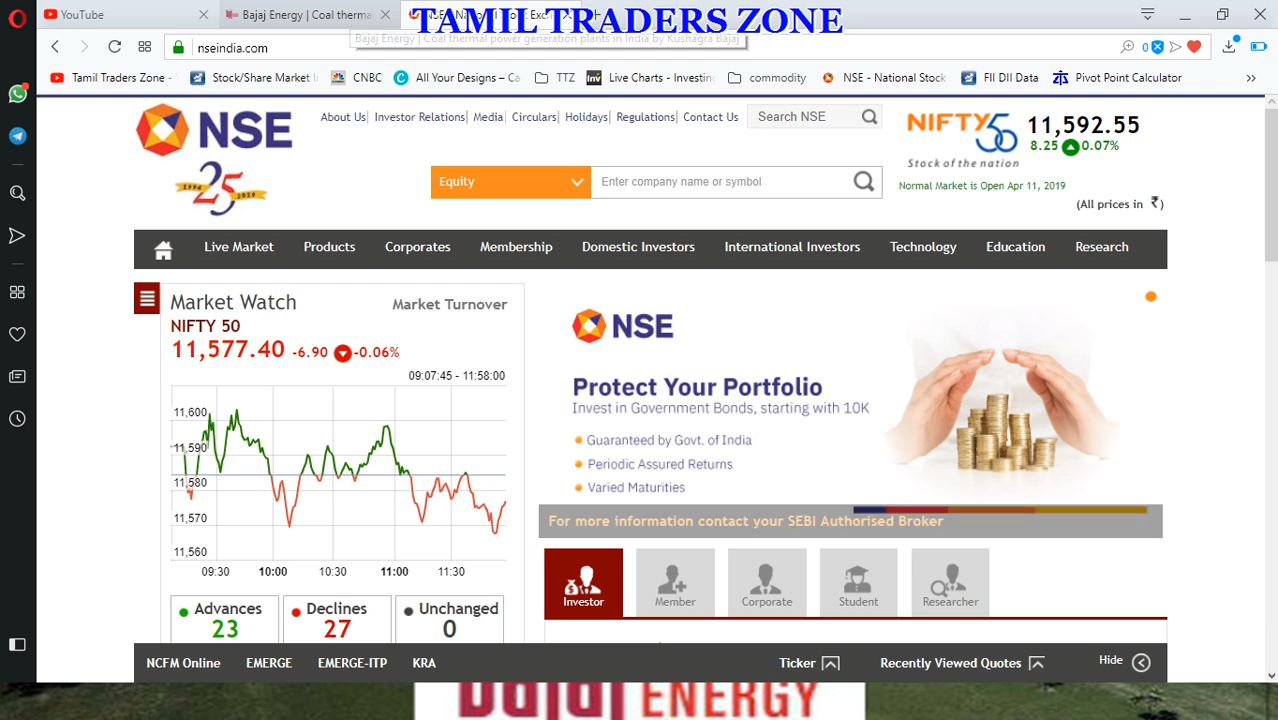 TAMIL TRADERS ZONE
YouTube
Bajaj Energy | Coal therma
Bajaj Energy | Coal thermal power generation plants in India by Kushagra Bajaj
nseindia.com
0
Tamil Traders Zone -
Stock/Share Market I
CNBC
All Your Designs – Ca
TTZ
Inv
Live Charts - Investing
commodity
NSE - National Stock
FII DII Data
Pivot Point Calculator
»
NSE
1994 25 2019
About Us| Investor Relations| Media| Circulars| Holidays| Regulations| Contact Us
Search NSE
Equity
Enter company name or symbol
NIFTY 50
Stock of the nation
11,592.55
8.25 0.07%
Normal Market is Open Apr 11, 2019
(All prices in ₹)
Live Market Products Corporates Membership Domestic Investors International Investors Technology Education Research
Market Watch
Market Turnover
NIFTY 50
11,577.40 -6.90 -0.06%
09:07:45 - 11:58:00
11,600
11,590
11,580
11,570
11,560
09:30 10:00 10:30 11:00 11:30
Advances
23
Declines
27
Unchanged
0
NSE
Protect Your Portfolio
Invest in Government Bonds, starting with 10K
Guaranteed by Govt. of India
Periodic Assured Returns
Varied Maturities
For more information contact your SEBI Authorised Broker
Investor
Member
Corporate
Student
Researcher
NCFM Online EMERGE EMERGE-ITP KRA
Ticker
Recently Viewed Quotes
Hide
bajaj ENERGY